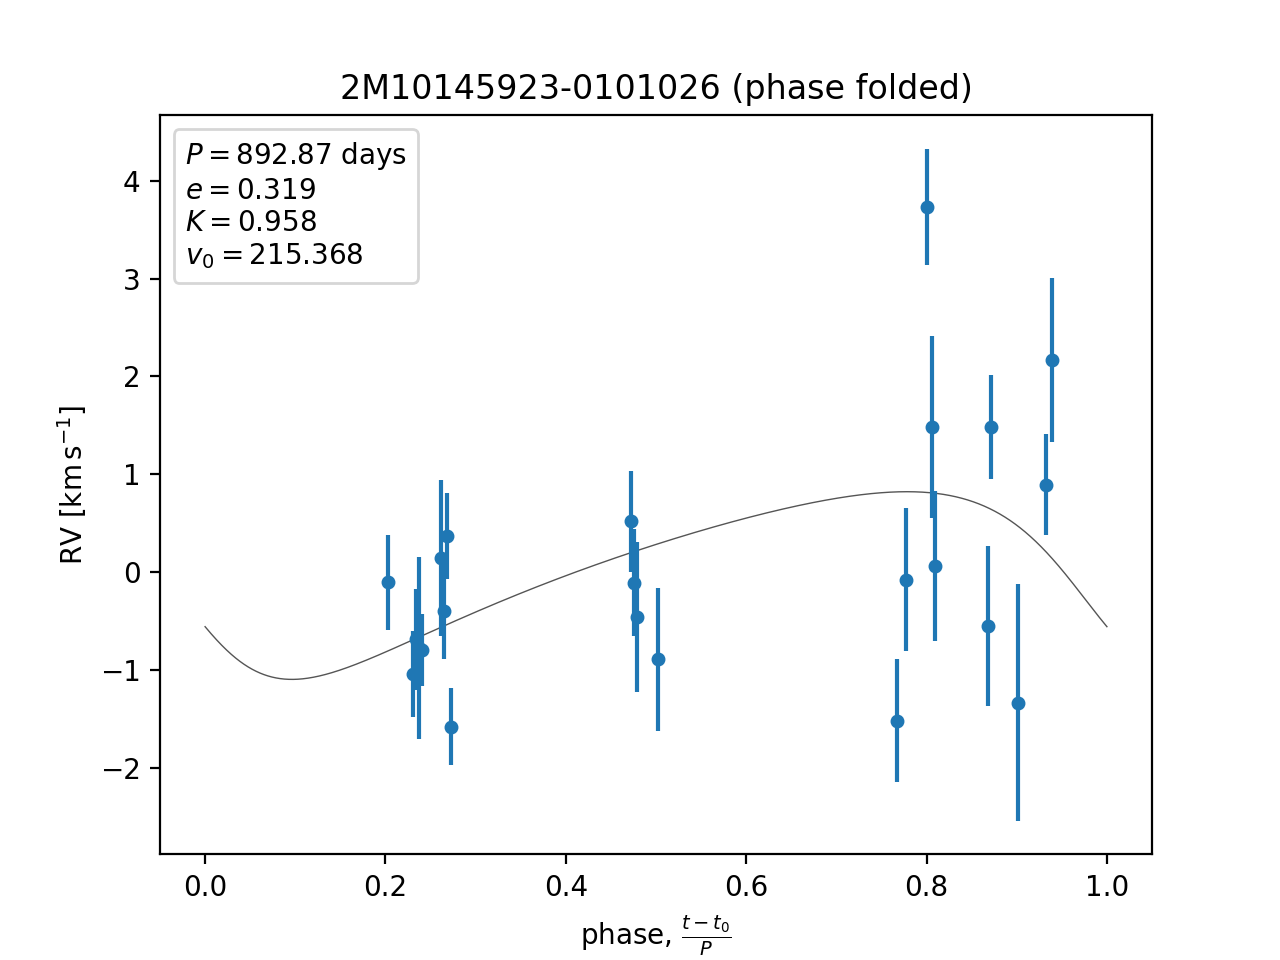 2M10145923-0101026 (phase folded)
P = 892.87 days
e = 0.319
K = 0.958
v₀ = 215.368
4
3
2
1
0
−1
−2
RV [km s⁻¹]
0.0 0.2 0.4 0.6 0.8 1.0
phase, (t − t₀)/P